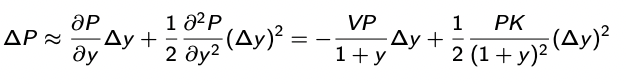 ΔP ≈ ∂P/∂y Δy + 1/2 ∂²P/∂y² (Δy)² = − VP/1 + y Δy + 1/2 PK/(1 + y)² (Δy)²